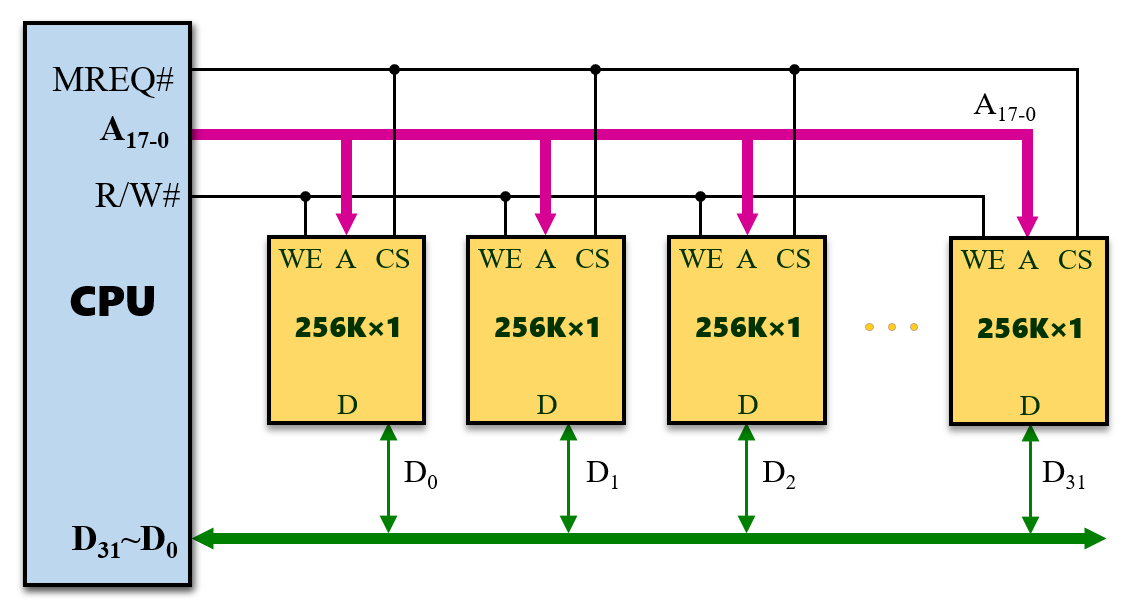 MREQ#
A17-0
A17-0
R/W#
WE A CS
WE A CS
WE A CS
WE A CS
CPU
256K×1
256K×1
256K×1
256K×1
D
D
D
D
D0
D1
D2
D31
D31~D0